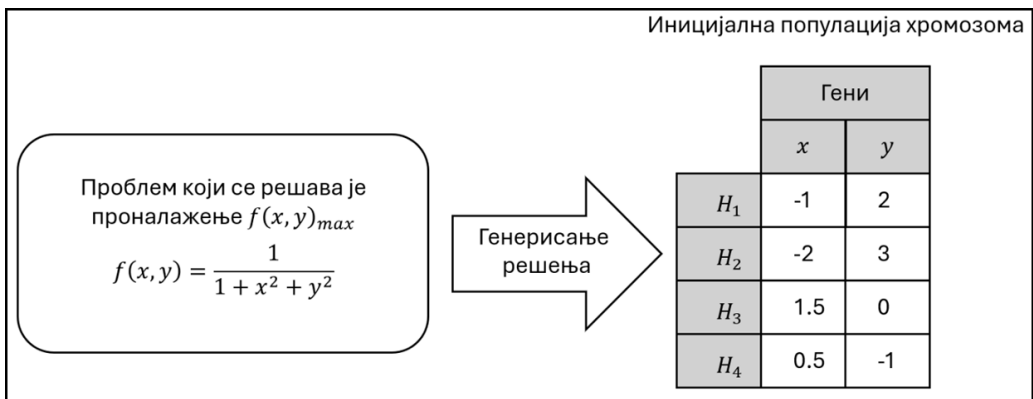 Иницијална популација хромозома
Проблем који се решава је
проналажење f(x, y)max
f(x, y) = 1 / (1 + x² + y²)
Генерисање
решења
Гени
x y
H₁ -1 2
H₂ -2 3
H₃ 1.5 0
H₄ 0.5 -1